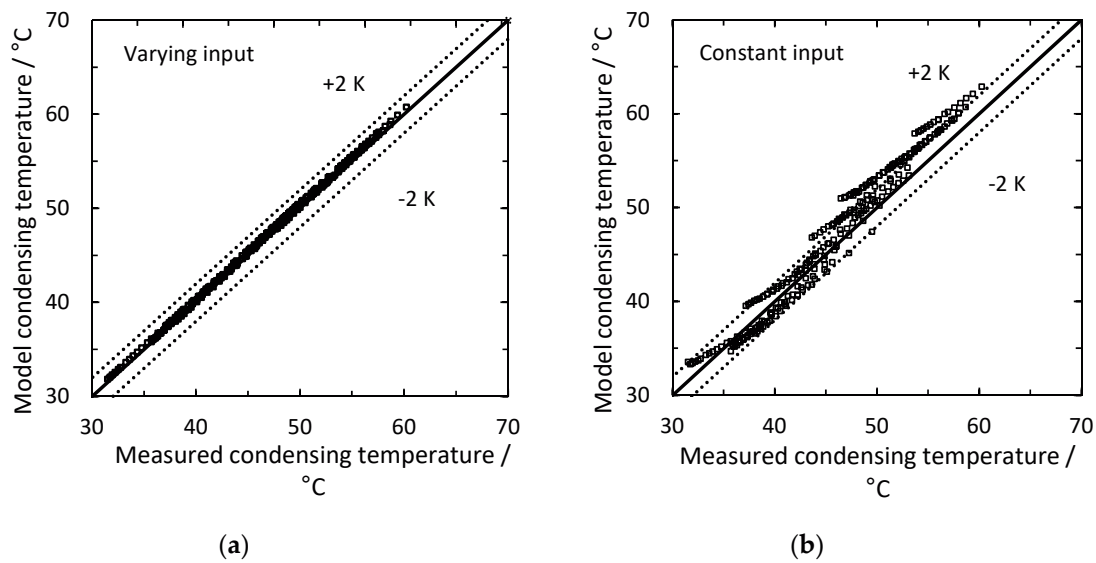 Model condensing temperature / °C
70
60
50
40
30
Varying input
+2 K
-2 K
30 40 50 60 70
Measured condensing temperature /
°C
(a)
Model condensing temperature / °C
70
60
50
40
30
Constant input
+2 K
-2 K
30 40 50 60 70
Measured condensing temperature /
°C
(b)